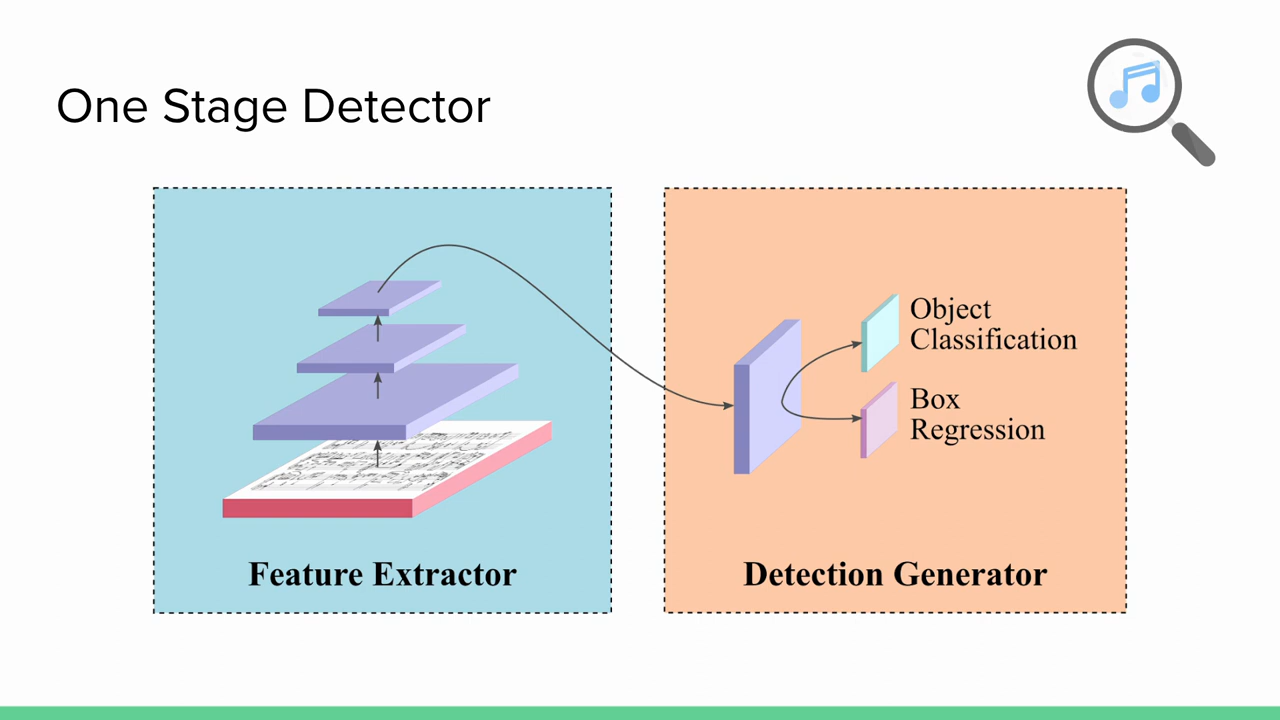 One Stage Detector
Object
Classification
Box
Regression
Feature Extractor
Detection Generator